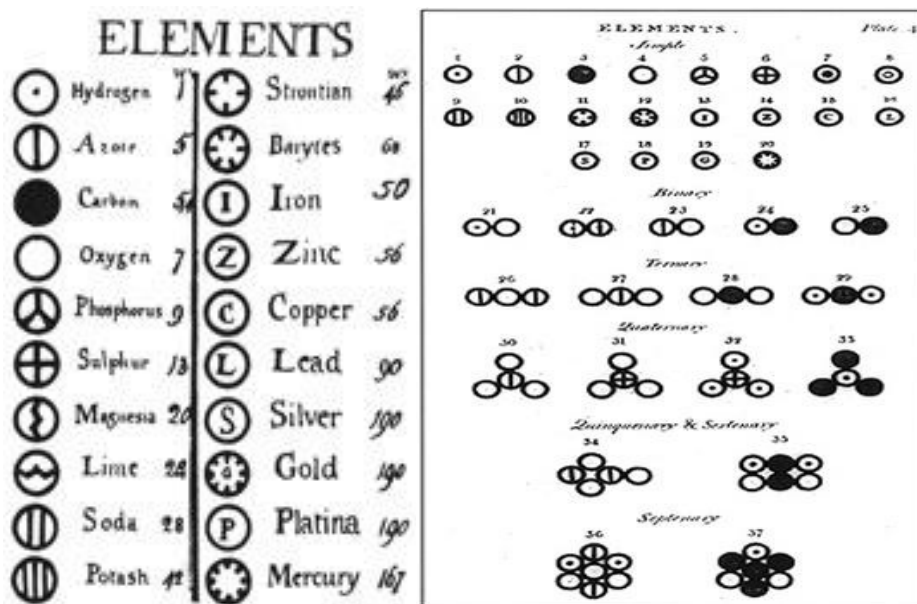 ELEMENTS
Hydrogen 1
Azote 5
Carbon
Oxygen 7
Phosphorus 9
Sulphur 13
Magnesia 20
Lime
Soda 28
Potash 42
Strontian 46
Barytes 68
I Iron 50
Z Zinc 56
C Copper 56
L Lead 90
S Silver 190
G Gold 190
P Platina 190
Mercury 167
ELEMENTS. Plate 4
Simple
1 2 3 4 5 6 7 8
9 10 11 12 13 14 15 16
I Z C L
17 18 19 20
S P G
Binary
21 22 23 24 25
Ternary
26 27 28 29
Quaternary
30 31 32 33
Quinquenary & Sextenary
34 35
Septenary
36 37